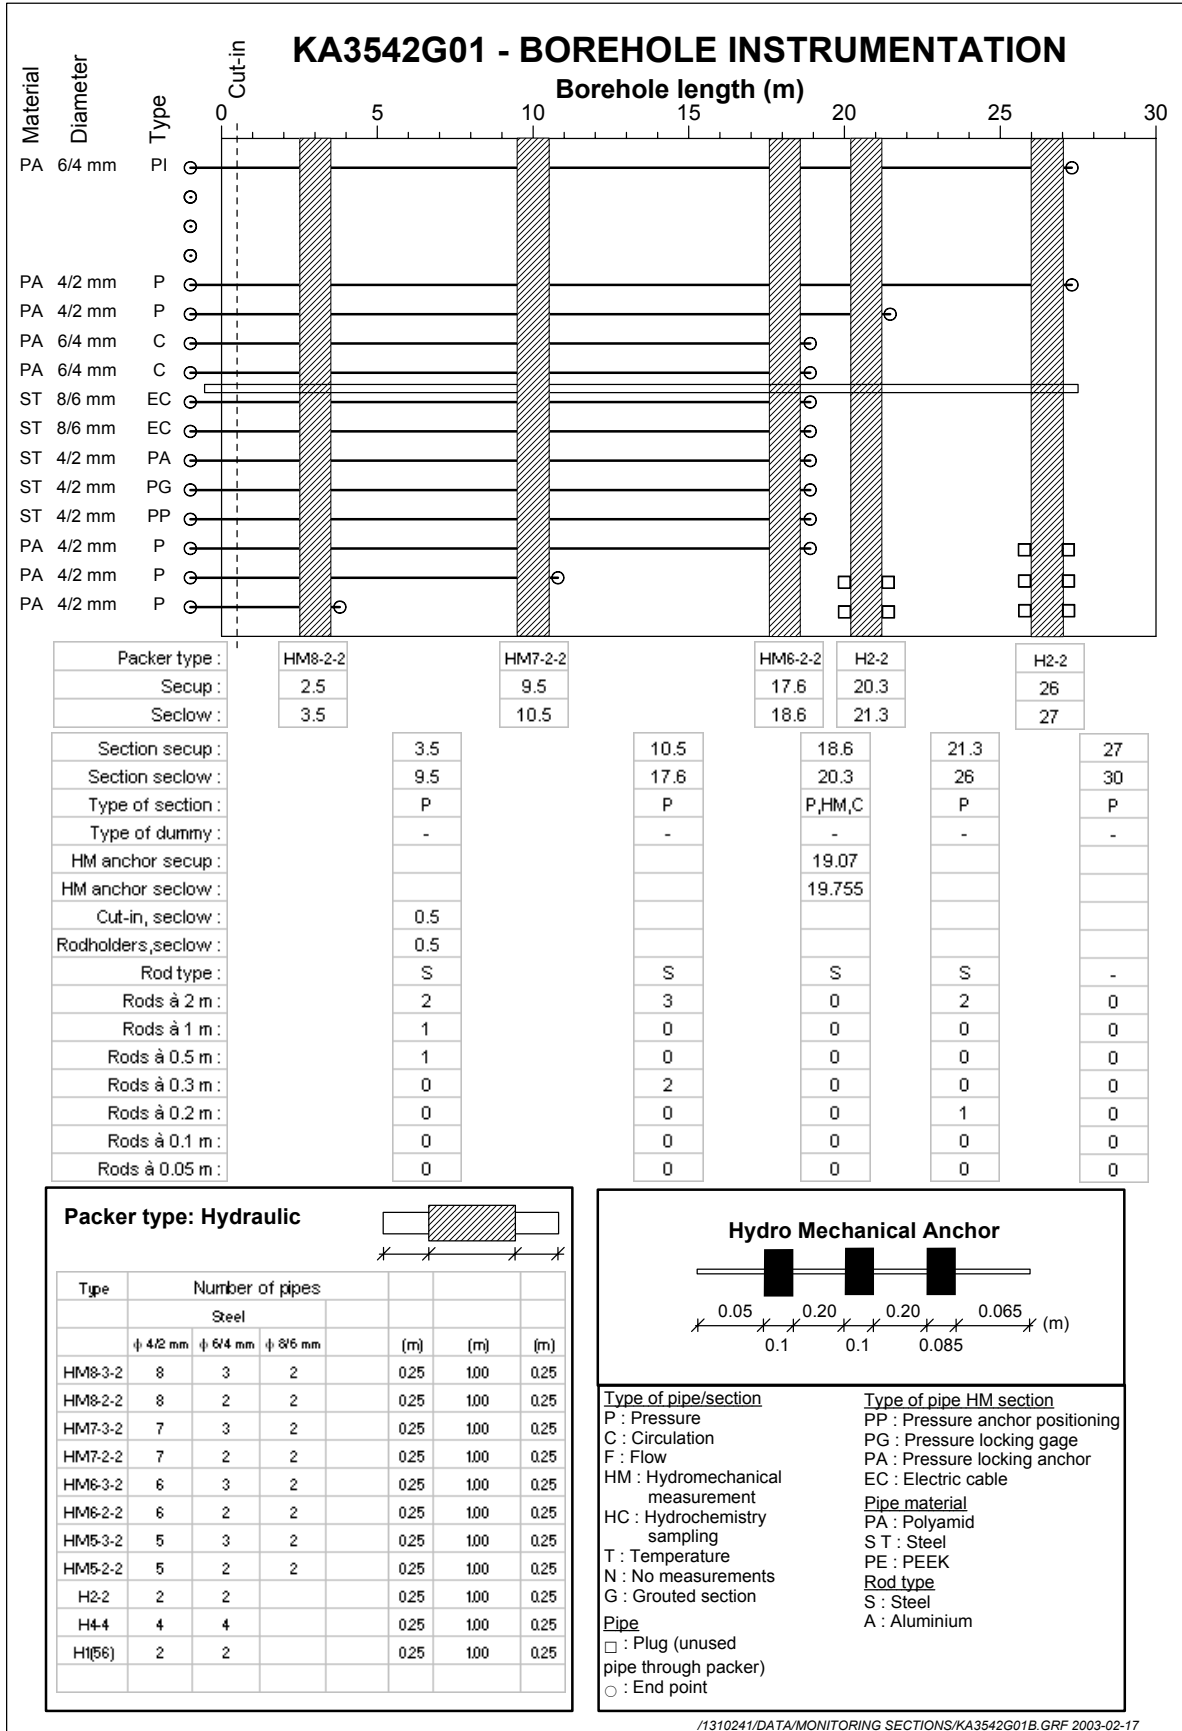 KA3542G01 - BOREHOLE INSTRUMENTATION
Borehole length (m)
Material Diameter Type Cut-in
0 5 10 15 20 25 30
PA 6/4 mm PI
PA 4/2 mm P
PA 4/2 mm P
PA 6/4 mm C
PA 6/4 mm C
ST 8/6 mm EC
ST 8/6 mm EC
ST 4/2 mm PA
ST 4/2 mm PG
ST 4/2 mm PP
PA 4/2 mm P
PA 4/2 mm P
PA 4/2 mm P
Packer type : HM8-2-2 HM7-2-2 HM6-2-2 H2-2 H2-2
Secup : 2.5 9.5 17.6 20.3 26
Seclow : 3.5 10.5 18.6 21.3 27
Section secup : 3.5 10.5 18.6 21.3 27
Section seclow : 9.5 17.6 20.3 26 30
Type of section : P P P,HM,C P P
Type of dummy : - - - - -
HM anchor secup : 19.07
HM anchor seclow : 19.755
Cut-in, seclow : 0.5
Rodholders,seclow : 0.5
Rod type : S S S S -
Rods à 2 m : 2 3 0 2 0
Rods à 1 m : 1 0 0 0 0
Rods à 0.5 m : 1 0 0 0 0
Rods à 0.3 m : 0 2 0 0 0
Rods à 0.2 m : 0 0 0 1 0
Rods à 0.1 m : 0 0 0 0 0
Rods à 0.05 m : 0 0 0 0 0
Packer type: Hydraulic
Type Number of pipes
Steel
ϕ 4/2 mm ϕ 6/4 mm ϕ 8/6 mm (m) (m) (m)
HM8-3-2 8 3 2 0.25 1.00 0.25
HM8-2-2 8 2 2 0.25 1.00 0.25
HM7-3-2 7 3 2 0.25 1.00 0.25
HM7-2-2 7 2 2 0.25 1.00 0.25
HM6-3-2 6 3 2 0.25 1.00 0.25
HM6-2-2 6 2 2 0.25 1.00 0.25
HM5-3-2 5 3 2 0.25 1.00 0.25
HM5-2-2 5 2 2 0.25 1.00 0.25
H2-2 2 2 0.25 1.00 0.25
H4-4 4 4 0.25 1.00 0.25
H1(56) 2 2 0.25 1.00 0.25
Hydro Mechanical Anchor
0.05 0.20 0.20 0.065 (m)
0.1 0.1 0.085
Type of pipe/section
P : Pressure
C : Circulation
F : Flow
HM : Hydromechanical
measurement
HC : Hydrochemistry
sampling
T : Temperature
N : No measurements
G : Grouted section
Pipe
□ : Plug (unused
pipe through packer)
○ : End point
Type of pipe HM section
PP : Pressure anchor positioning
PG : Pressure locking gage
PA : Pressure locking anchor
EC : Electric cable
Pipe material
PA : Polyamid
S T : Steel
PE : PEEK
Rod type
S : Steel
A : Aluminium
/1310241/DATA/MONITORING SECTIONS/KA3542G01B.GRF 2003-02-17